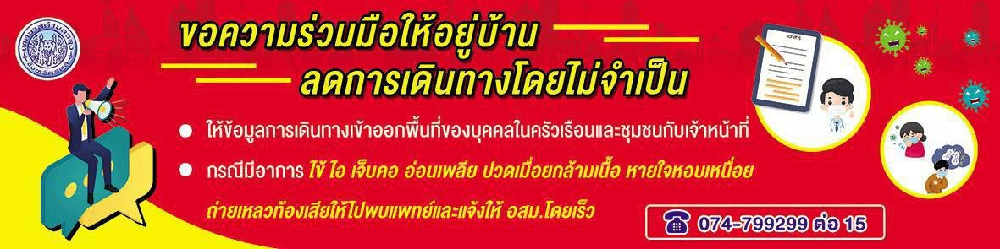 ขอความร่วมมือให้อยู่บ้าน
ลดการเดินทางโดยไม่จำเป็น
● ให้ข้อมูลการเดินทางเข้าออกพื้นที่ของบุคคลในครัวเรือนและชุมชนกับเจ้าหน้าที่
● กรณีมีอาการ ไข้ ไอ เจ็บคอ อ่อนเพลีย ปวดเมื่อยกล้ามเนื้อ หายใจหอบเหนื่อย
ถ่ายเหลวท้องเสียให้ไปพบแพทย์และแจ้งให้ อสม.โดยเร็ว
074-799299 ต่อ 15
เอกสาร